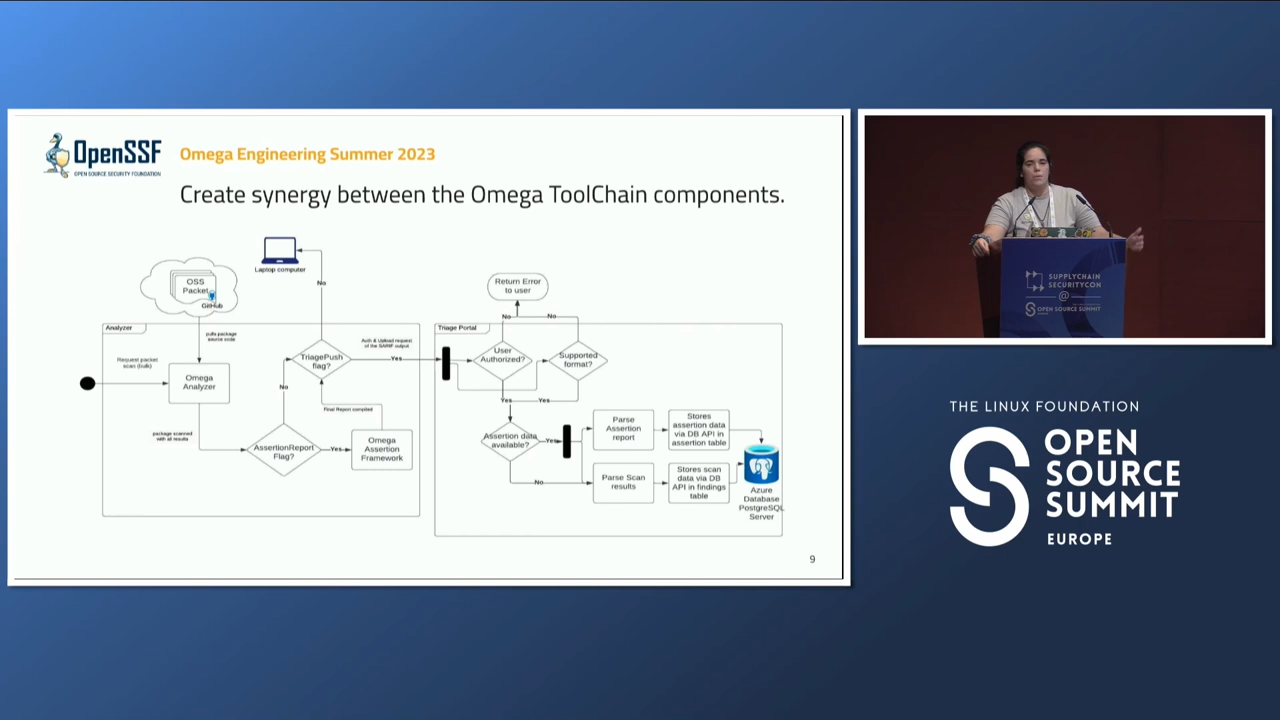 OpenSSF
OPEN SOURCE SECURITY FOUNDATION
Omega Engineering Summer 2023
Create synergy between the Omega ToolChain components.
Laptop computer
OSS
Packet
GitHub
No
Return Error
to user
No
No
Analyzer
pulls package
source code
Auth & Upload request
of the SARIF output
Triage Portal
Request packet
scan (bulk)
TriagePush
flag?
Yes
User
Authorized?
Supported
format?
Omega
Analyzer
No
Final Report compiled
Yes
Yes
package scanned
with all results
AssertionReport
Flag?
Yes
Omega
Assertion
Framework
Assertion data
available?
Yes
Parse
Assertion
report
Stores
assertion data
via DB API in
assertion table
No
Parse Scan
results
Stores scan
data via DB
API in findings
table
Azure
Database
PostgreSQL
Server
9
SUPPLYCHAIN
SECURITYCON
@
OPEN SOURCE SUMMIT
THE LINUX FOUNDATION
OPEN
SOURCE
SUMMIT
EUROPE